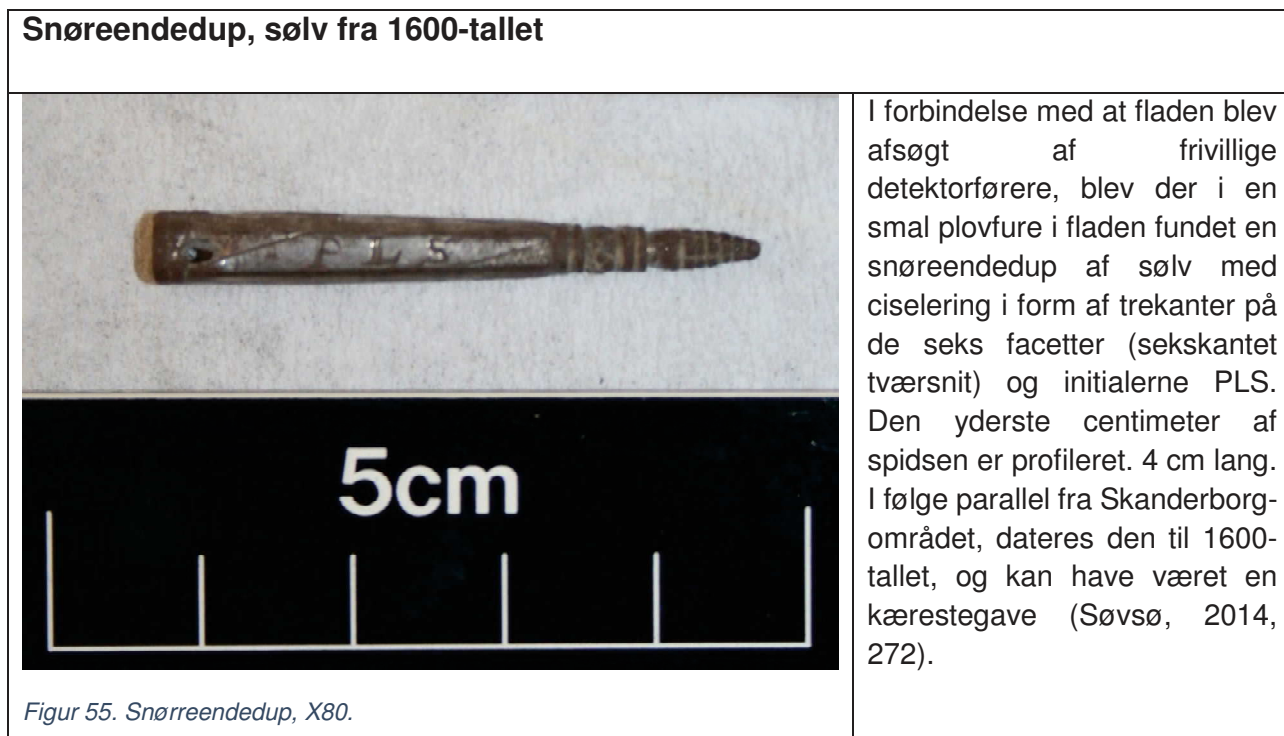 Snøreendedup, sølv fra 1600-tallet
P L S
5cm
Figur 55. Snørreendedup, X80.
I forbindelse med at fladen blev
afsøgt af frivillige
detektorførere, blev der i en
smal plovfure i fladen fundet en
snøreendedup af sølv med
ciselering i form af trekanter på
de seks facetter (sekskantet
tværsnit) og initialerne PLS.
Den yderste centimeter af
spidsen er profileret. 4 cm lang.
I følge parallel fra Skanderborg-
området, dateres den til 1600-
tallet, og kan have været en
kærestegave (Søvsø, 2014,
272).